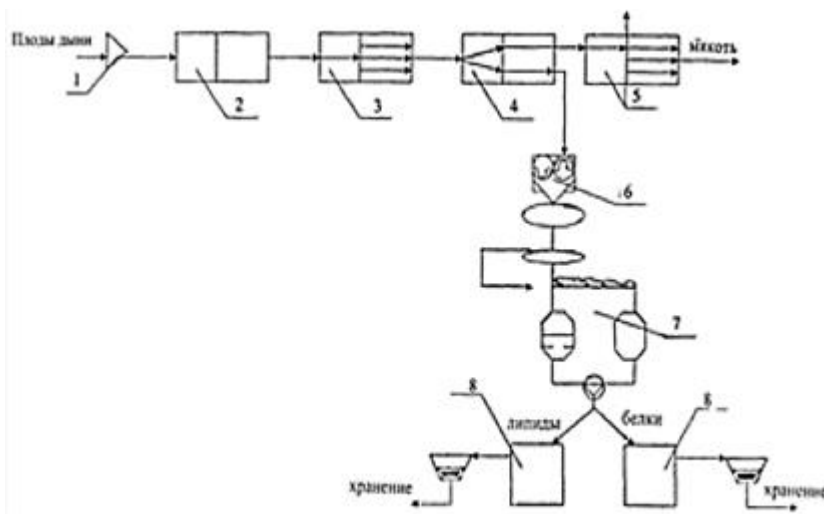 Плоды дыни
мякоть
1
2
3
4
5
6
7
8
8
липиды
белки
хранение
хранение